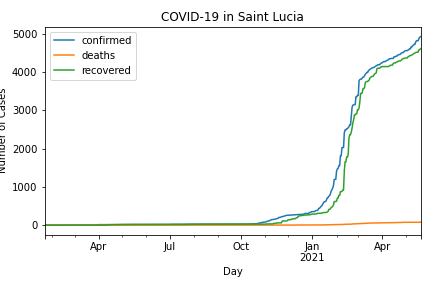 COVID-19 in Saint Lucia
confirmed
deaths
recovered
Number of Cases
5000
4000
3000
2000
1000
0
Apr
Jul
Oct
Jan
2021
Apr
Day